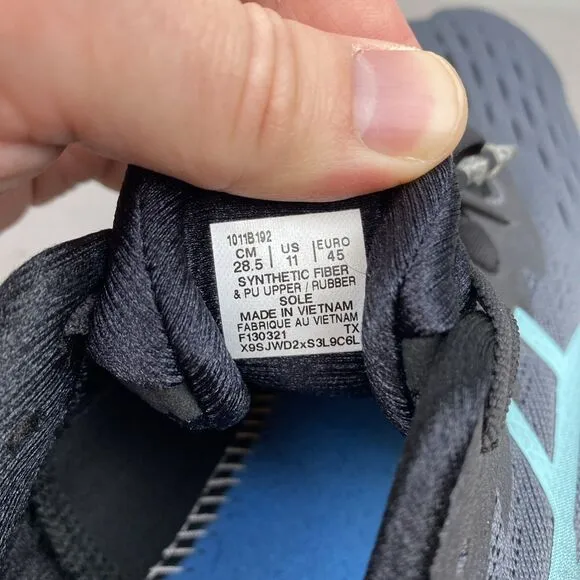 1011B192
CM | US | EURO
28.5 | 11 | 45
SYNTHETIC FIBER
& PU UPPER / RUBBER
SOLE
MADE IN VIETNAM
FABRIQUE AU VIETNAM
F130321 TX
X9SJWD2xS3L9C6L